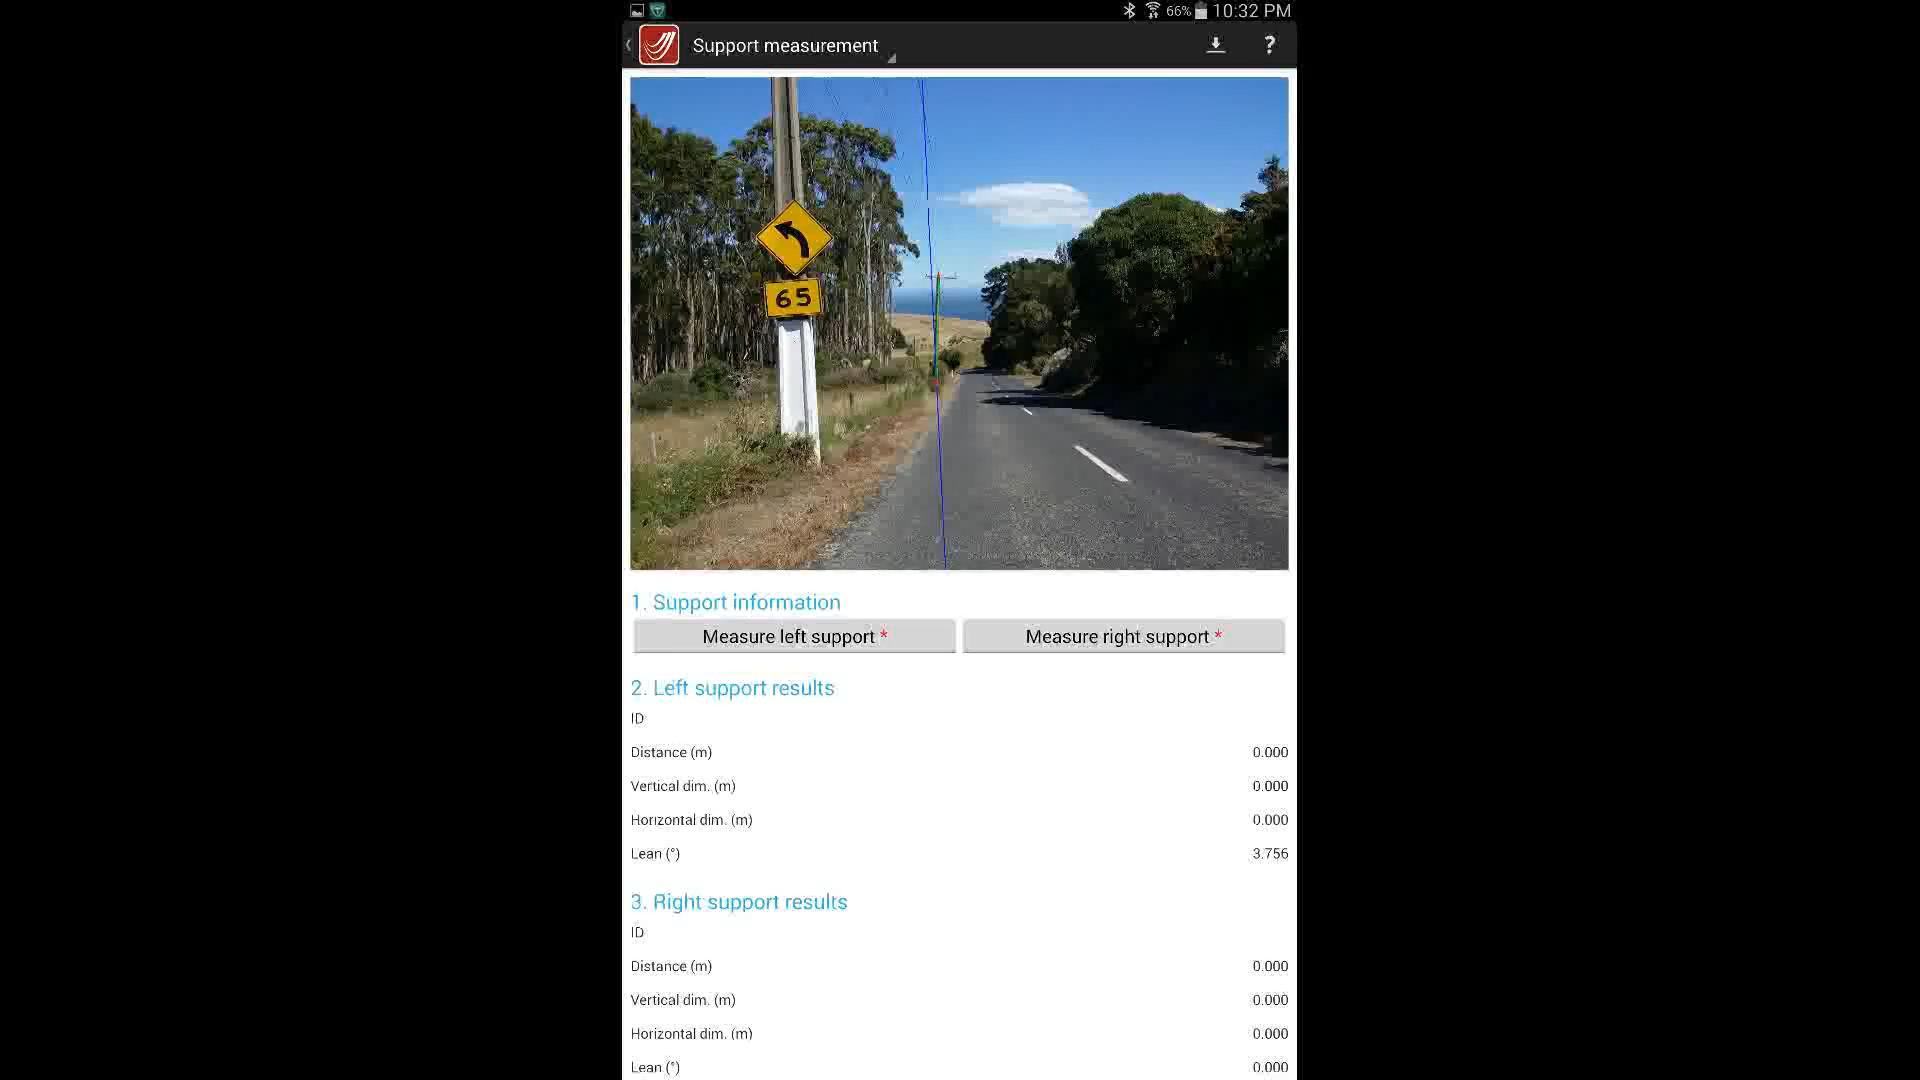 66% 10:32 PM
Support measurement ?
65
1. Support information
Measure left support * Measure right support *
2. Left support results
ID
Distance (m) 0.000
Vertical dim. (m) 0.000
Horizontal dim. (m) 0.000
Lean (°) 3.756
3. Right support results
ID
Distance (m) 0.000
Vertical dim. (m) 0.000
Horizontal dim. (m) 0.000
Lean (°) 0.000